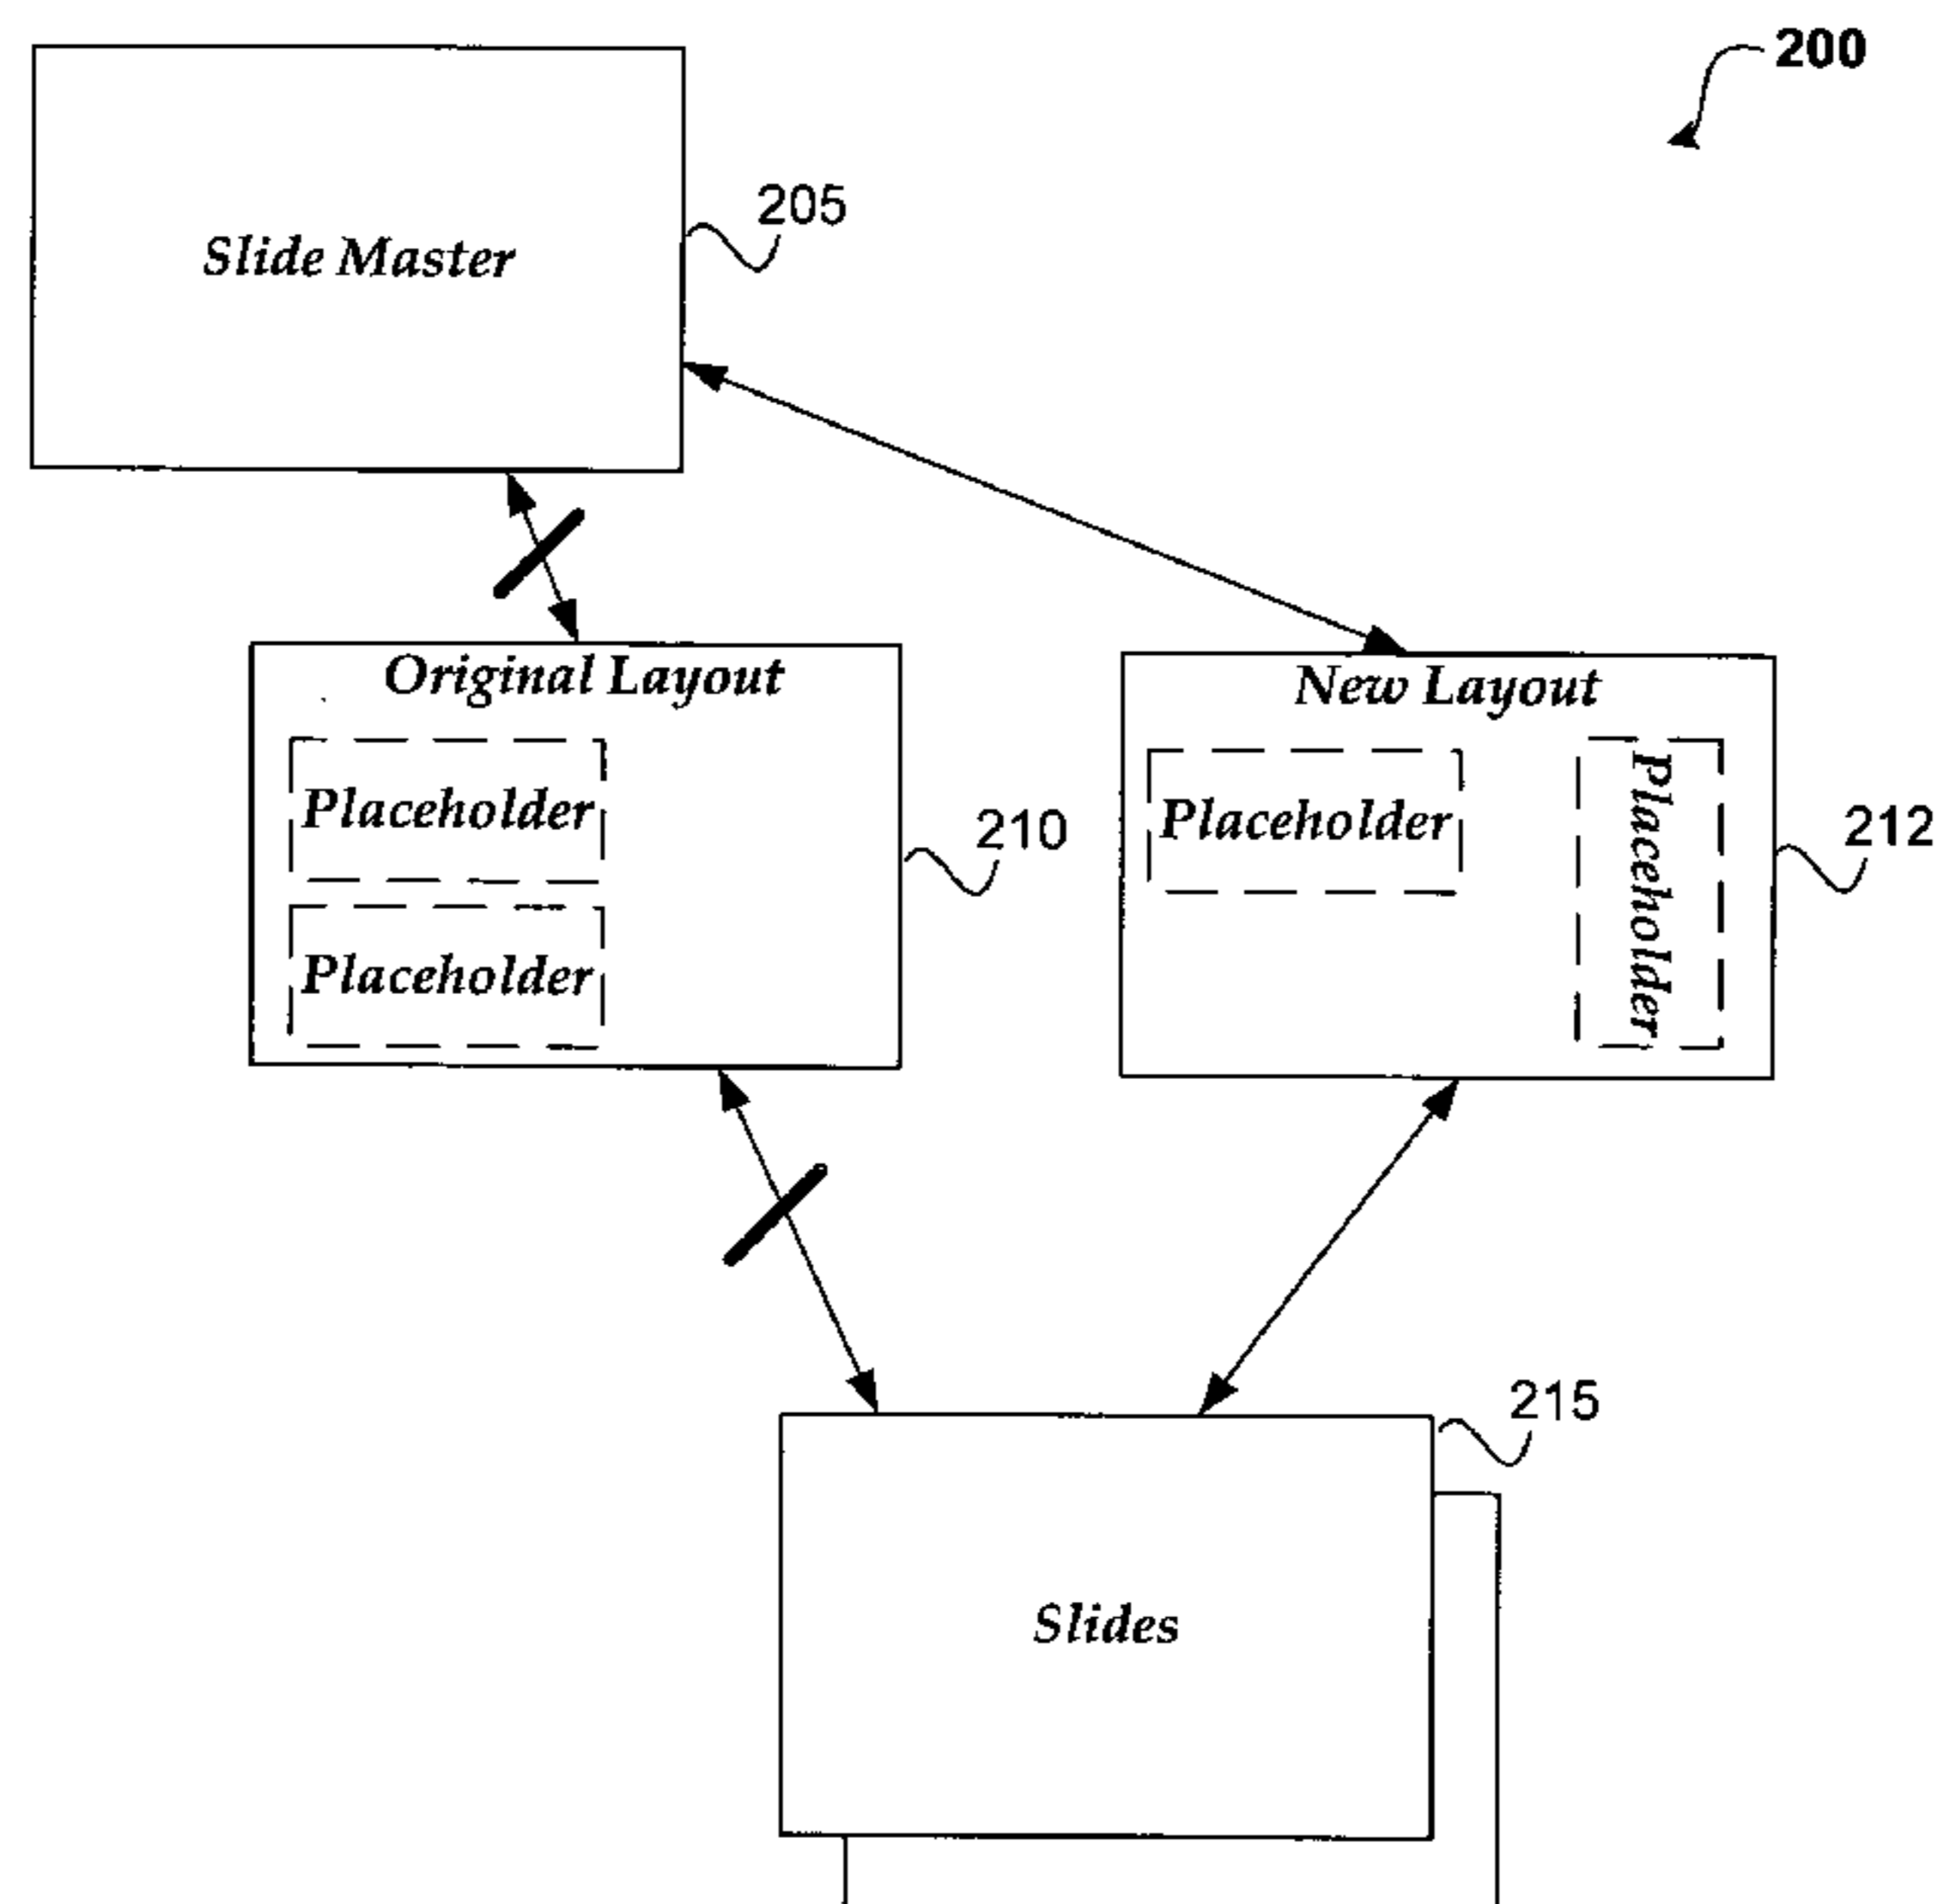 200
205
Slide Master
Original Layout
Placeholder
Placeholder
210
New Layout
Placeholder
Placeholder
212
215
Slides